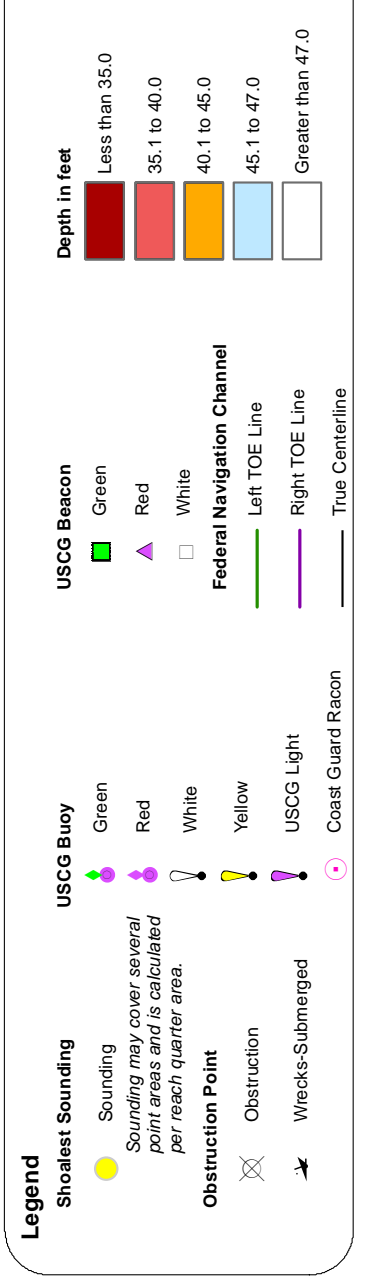 Legend
Shoalest Sounding
Sounding
Sounding may cover several
point areas and is calculated
per reach quarter area.
Obstruction Point
Obstruction
Wrecks-Submerged
USCG Buoy
Green
Red
White
Yellow
USCG Light
Coast Guard Racon
USCG Beacon
Green
Red
White
Federal Navigation Channel
Left TOE Line
Right TOE Line
True Centerline
Depth in feet
Less than 35.0
35.1 to 40.0
40.1 to 45.0
45.1 to 47.0
Greater than 47.0